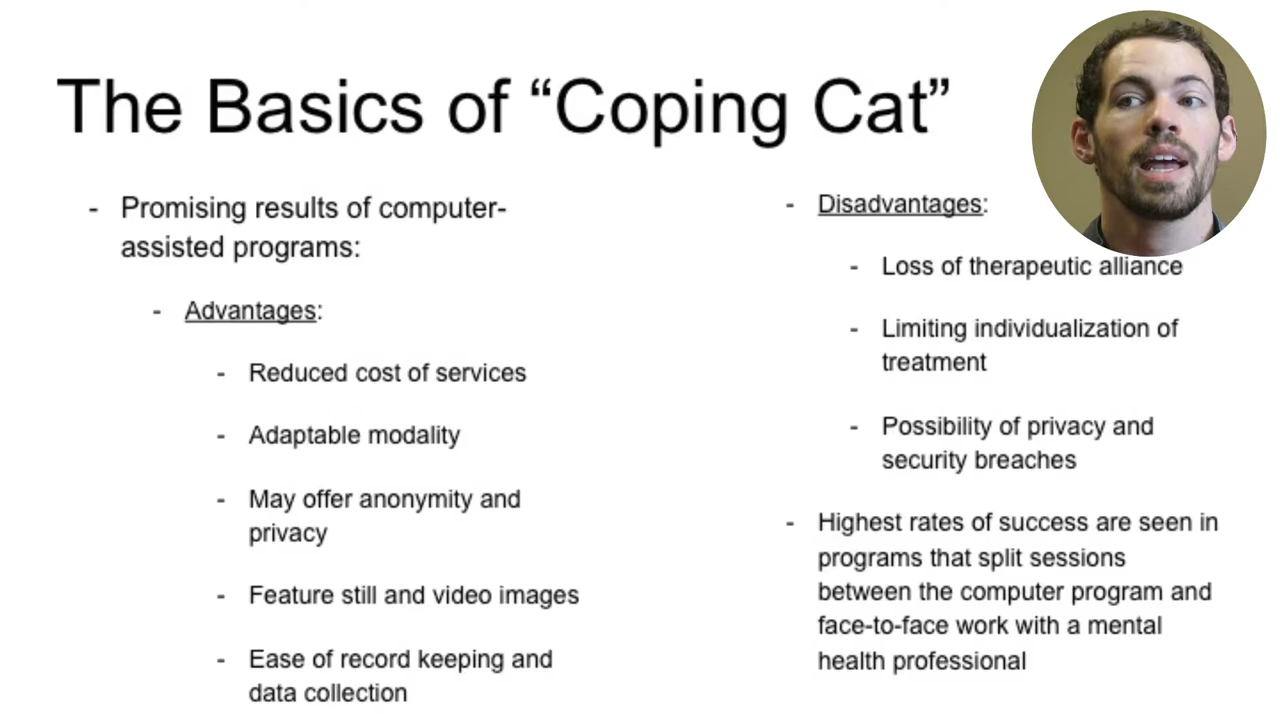 The Basics of “Coping Cat”
- Promising results of computer-
assisted programs:
- Advantages:
- Reduced cost of services
- Adaptable modality
- May offer anonymity and
privacy
- Feature still and video images
- Ease of record keeping and
data collection
- Disadvantages:
- Loss of therapeutic alliance
- Limiting individualization of
treatment
- Possibility of privacy and
security breaches
- Highest rates of success are seen in
programs that split sessions
between the computer program and
face-to-face work with a mental
health professional